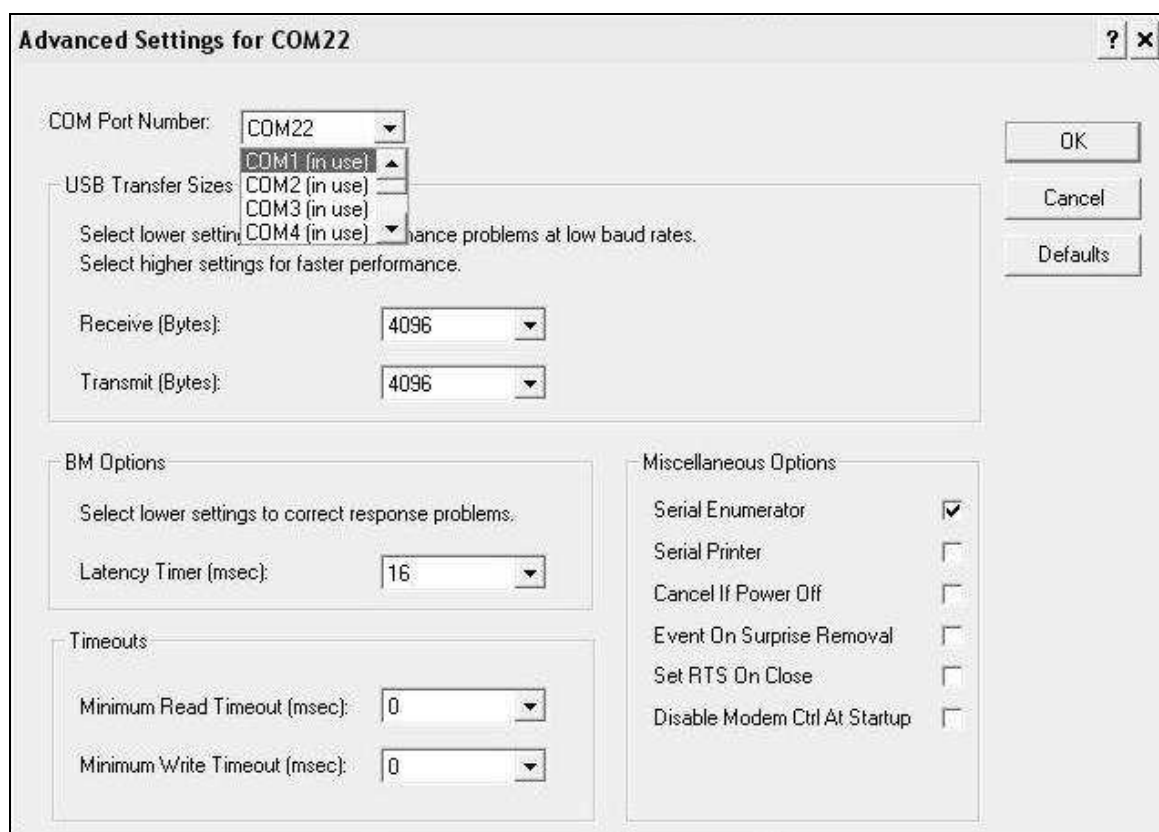 Advanced Settings for COM22
? ×
COM Port Number: COM22
COM1 (in use)
COM2 (in use)
COM3 (in use)
COM4 (in use)
OK
Cancel
Defaults
USB Transfer Sizes
Select lower setting mance problems at low baud rates.
Select higher settings for faster performance.
Receive (Bytes): 4096
Transmit (Bytes): 4096
BM Options
Select lower settings to correct response problems.
Latency Timer (msec): 16
Timeouts
Minimum Read Timeout (msec): 0
Minimum Write Timeout (msec): 0
Miscellaneous Options
Serial Enumerator
Serial Printer
Cancel If Power Off
Event On Surprise Removal
Set RTS On Close
Disable Modem Ctrl At Startup